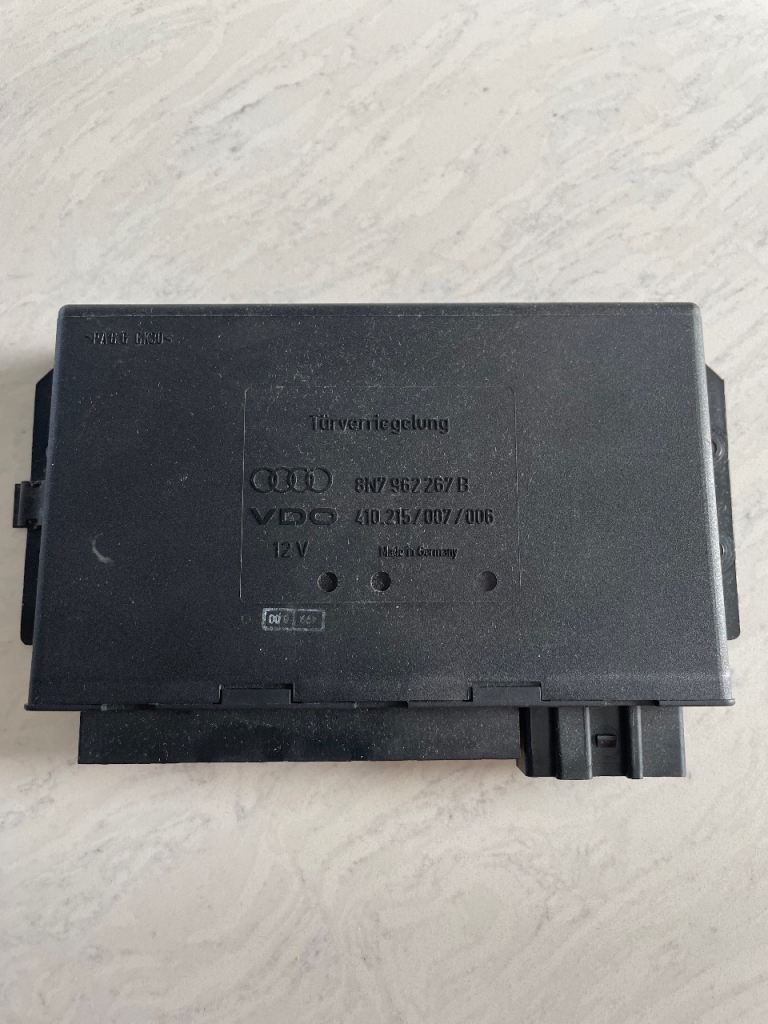 Türverriegelung
8N7 962 267 B
VDO 410.215/007/006
12 V Made in Germany